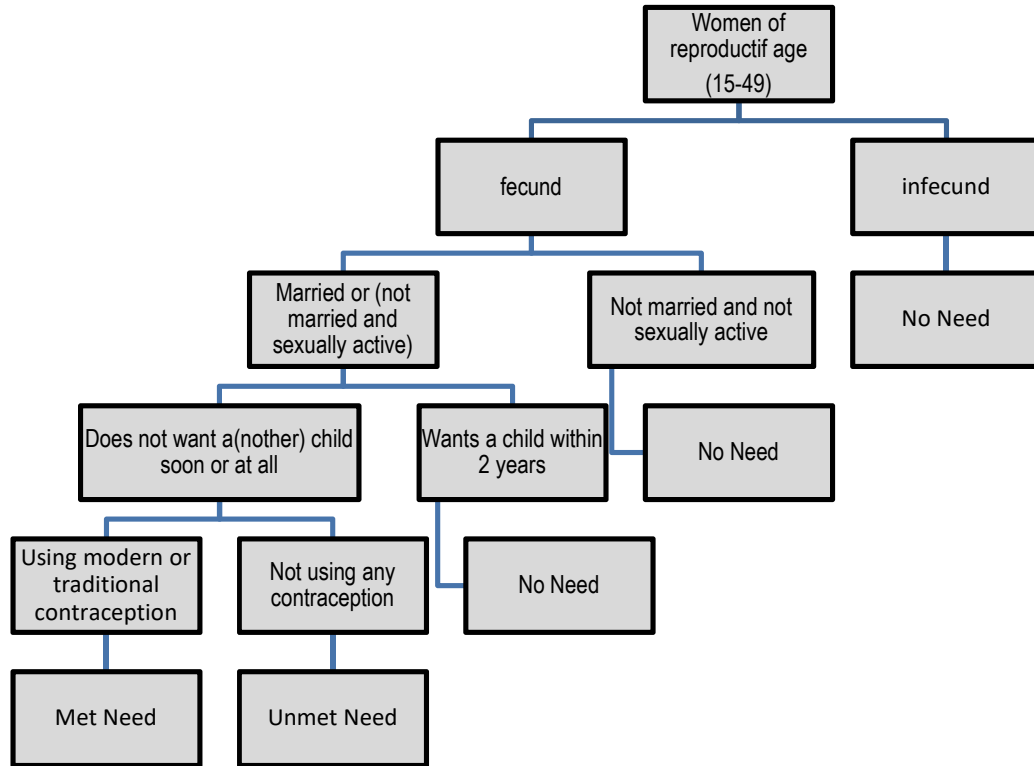 Women of
reproductif age
(15-49)
fecund
infecund
Married or (not
married and
sexually active)
Not married and not
sexually active
No Need
Does not want a(nother) child
soon or at all
Wants a child within
2 years
No Need
Using modern or
traditional
contraception
Not using any
contraception
No Need
Met Need
Unmet Need